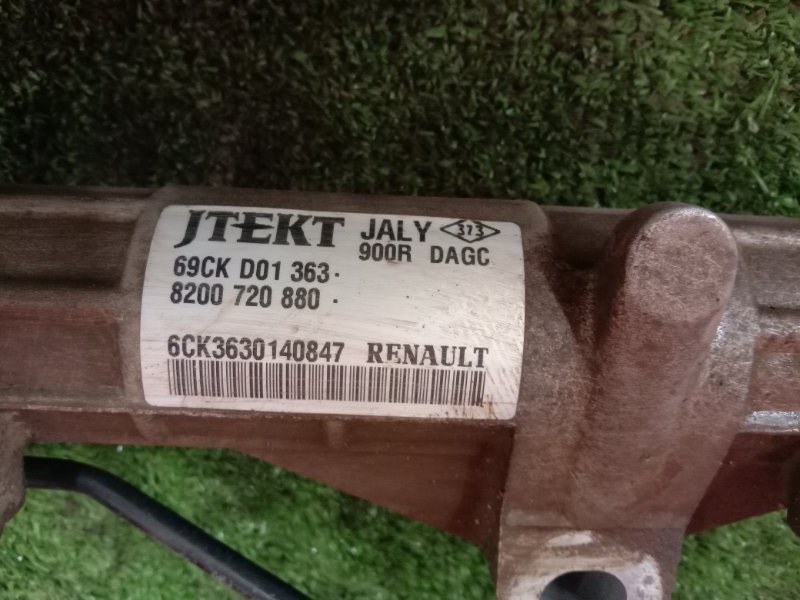 JTEKT JALY 373
900R DAGC
69CK D01 363·
8200 720 880 ·
6CK3630140847 RENAULT